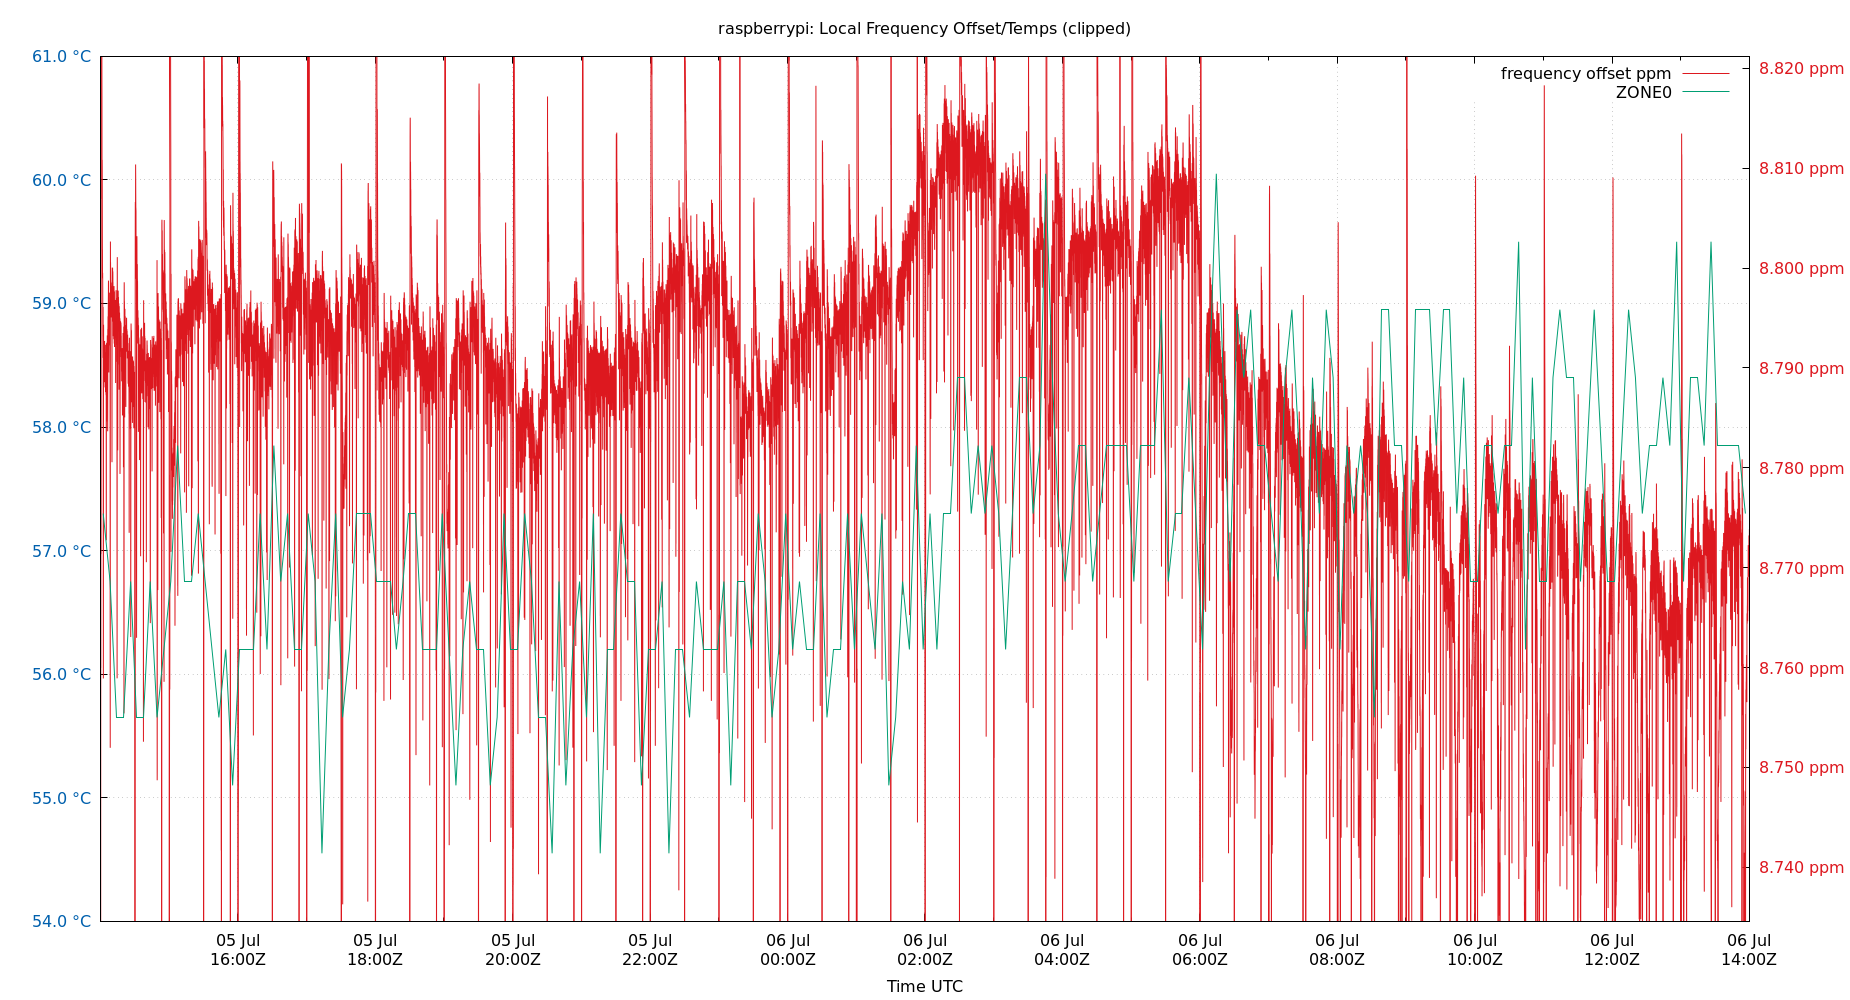 raspberrypi: Local Frequency Offset/Temps (clipped)
61.0 °C
60.0 °C
59.0 °C
58.0 °C
57.0 °C
56.0 °C
55.0 °C
54.0 °C
frequency offset ppm
ZONE0
8.820 ppm
8.810 ppm
8.800 ppm
8.790 ppm
8.780 ppm
8.770 ppm
8.760 ppm
8.750 ppm
8.740 ppm
05 Jul
16:00Z
05 Jul
18:00Z
05 Jul
20:00Z
05 Jul
22:00Z
06 Jul
00:00Z
06 Jul
02:00Z
06 Jul
04:00Z
06 Jul
06:00Z
06 Jul
08:00Z
06 Jul
10:00Z
06 Jul
12:00Z
06 Jul
14:00Z
Time UTC